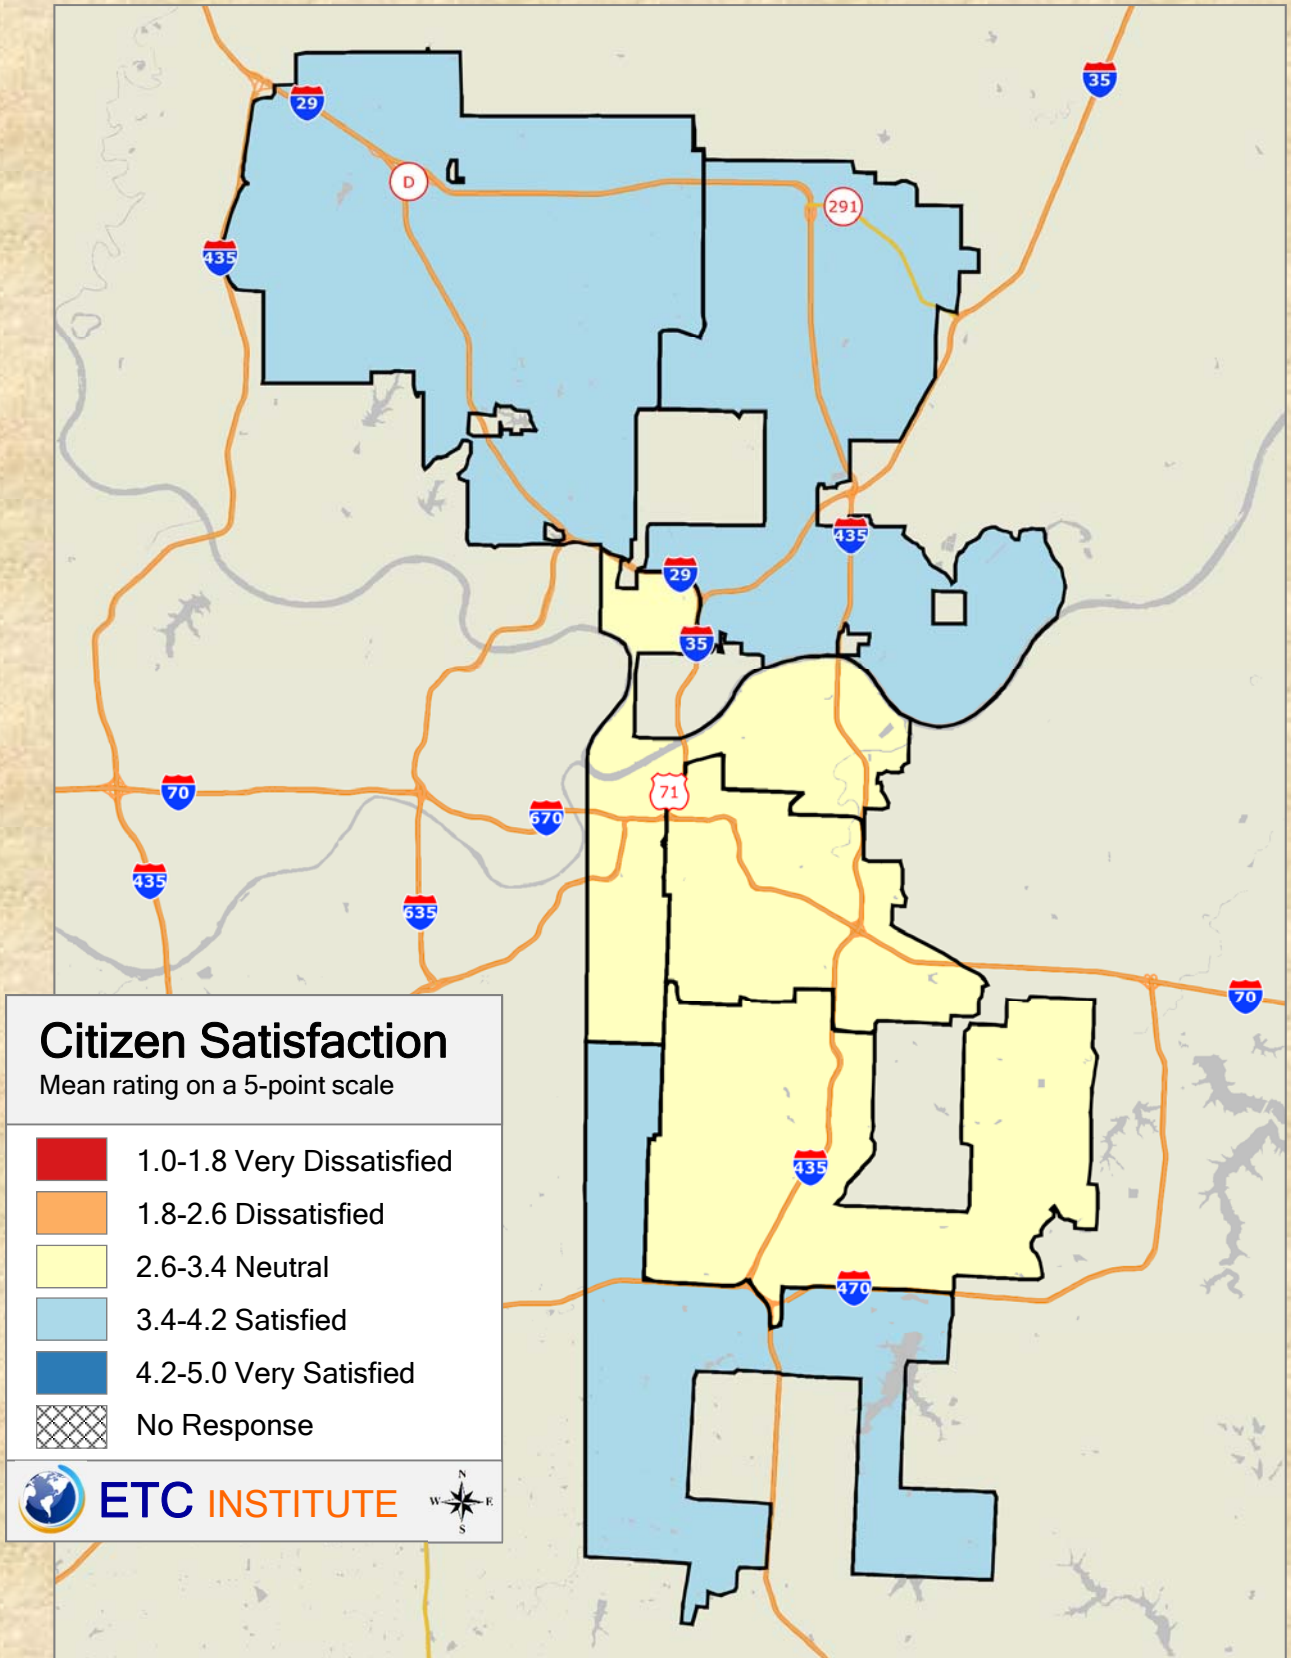 35
29
D
291
435
435
29
35
71
70
670
435
635
70
Citizen Satisfaction
Mean rating on a 5-point scale
1.0-1.8 Very Dissatisfied
1.8-2.6 Dissatisfied
2.6-3.4 Neutral
3.4-4.2 Satisfied
4.2-5.0 Very Satisfied
No Response
ETC INSTITUTE
N
W E
S
435
470